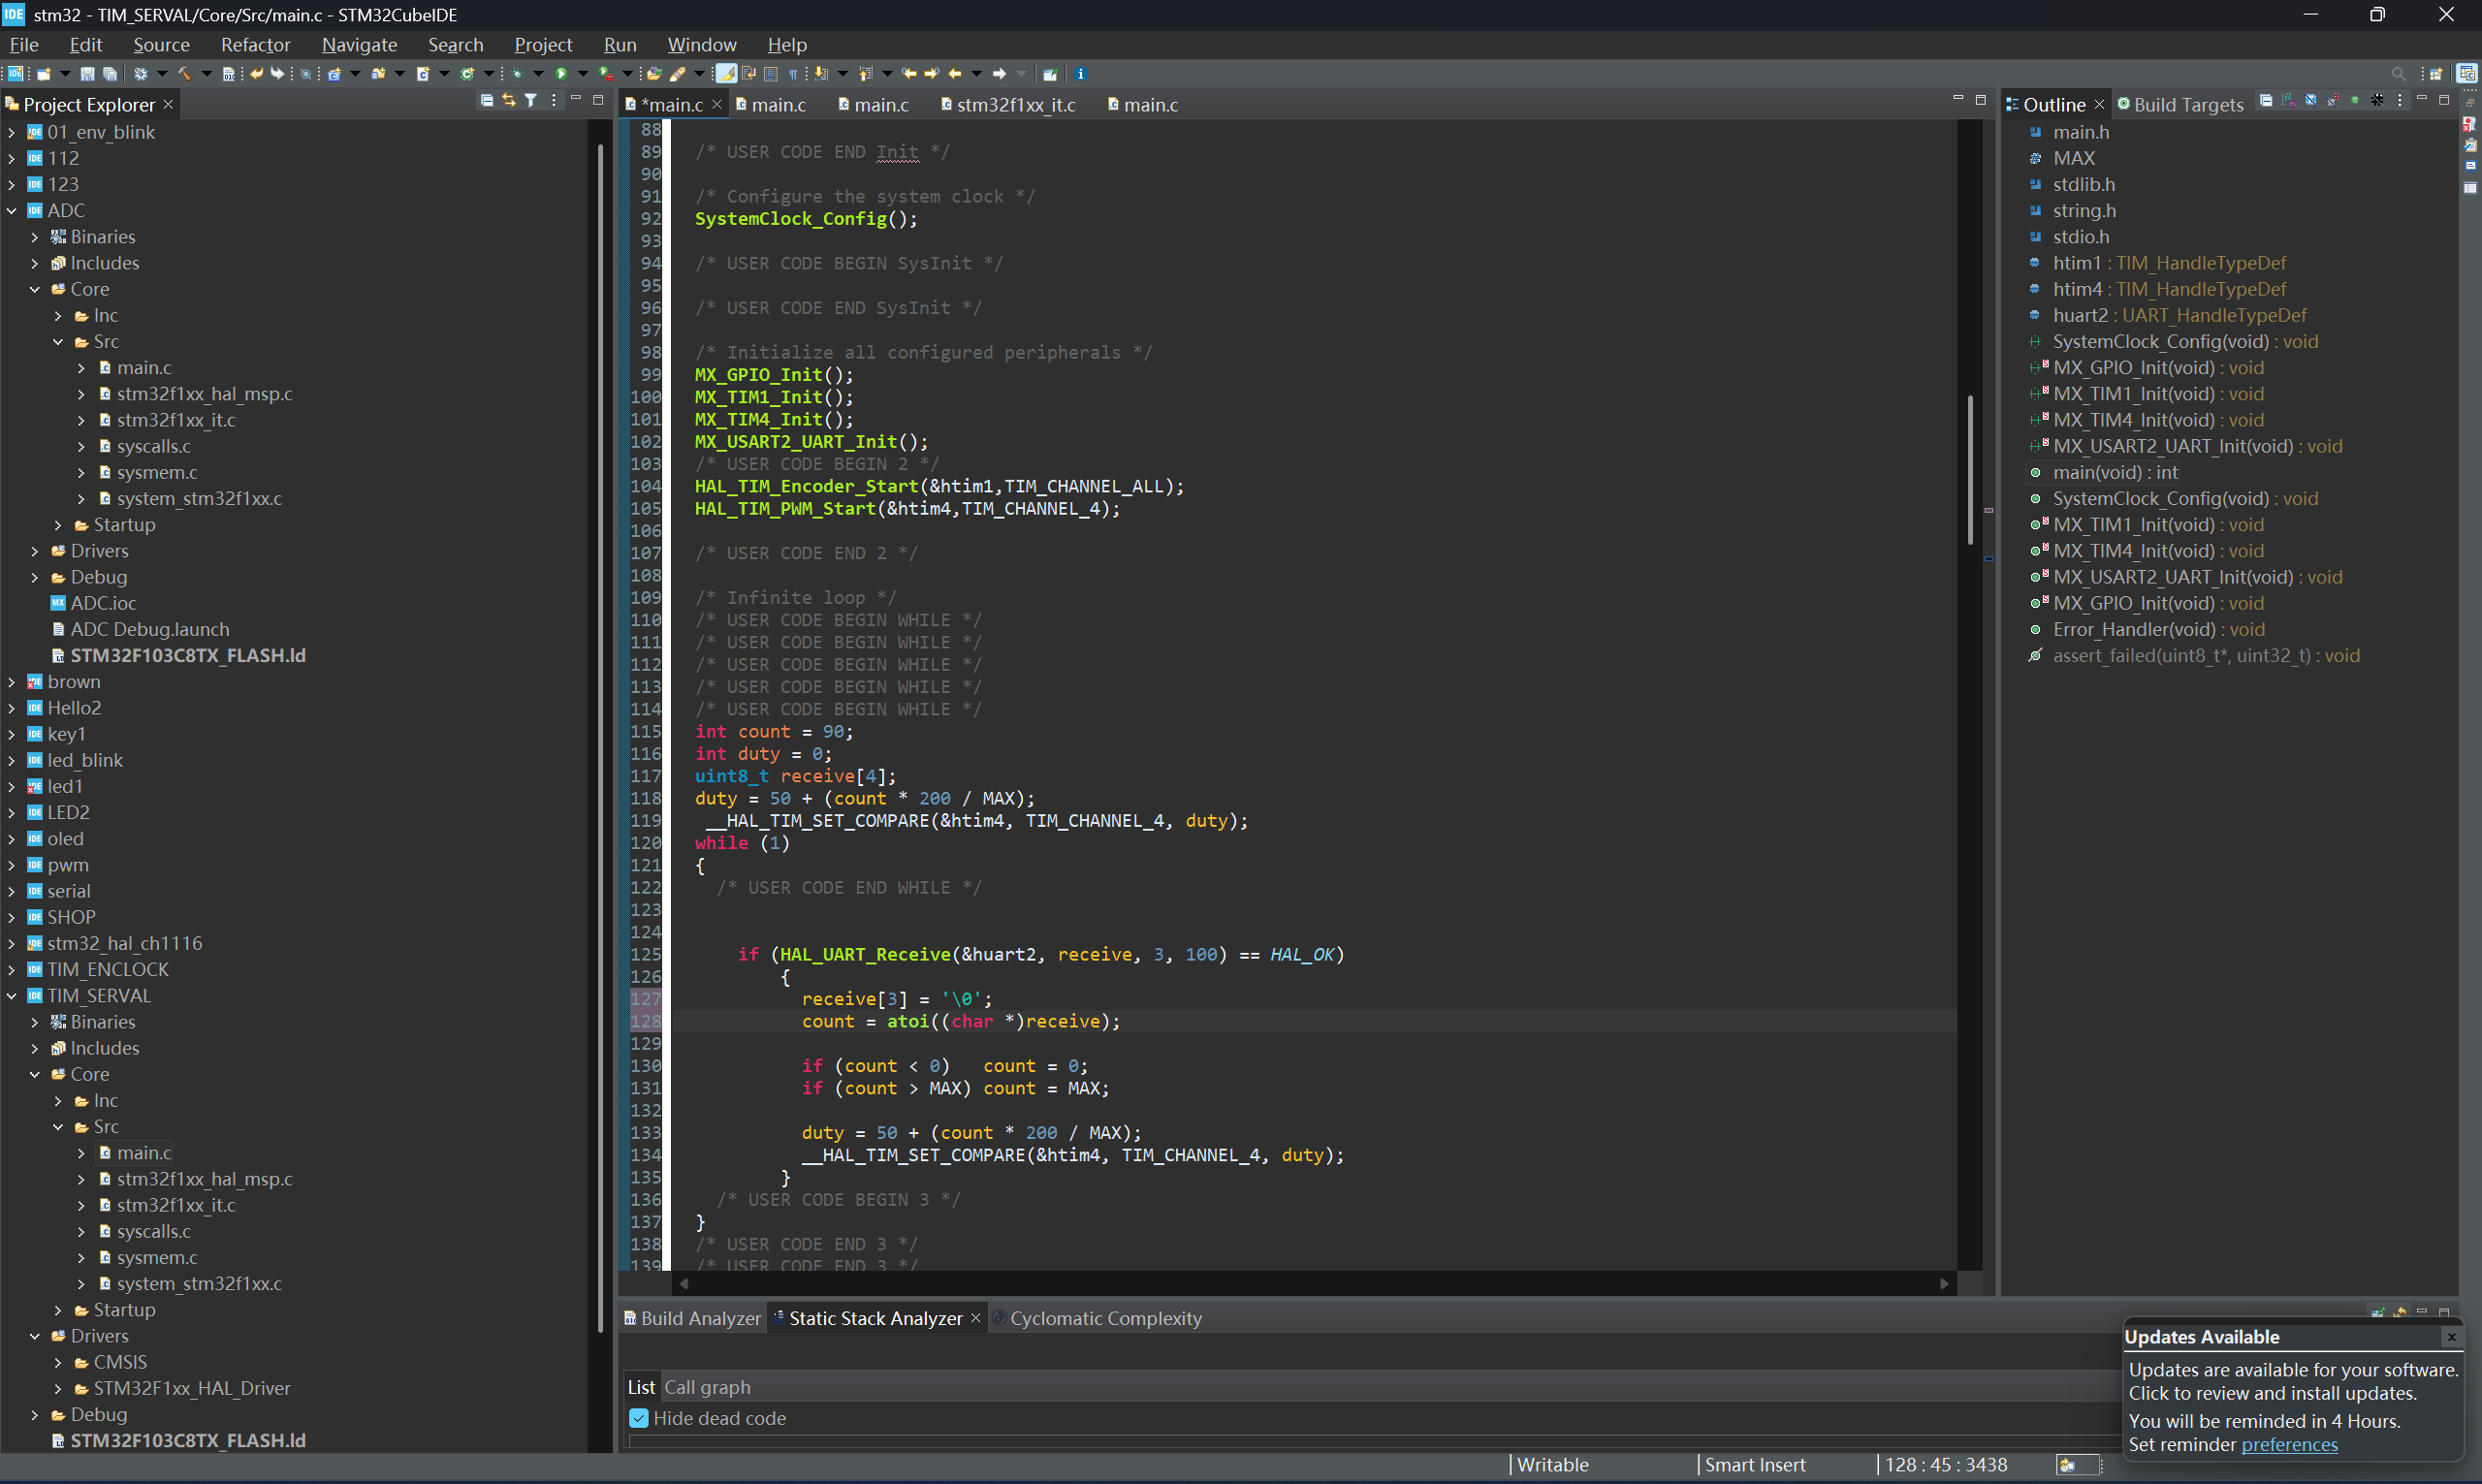 stm32 - TIM_SERVAL/Core/Src/main.c - STM32CubeIDE
File Edit Source Refactor Navigate Search Project Run Window Help
Project Explorer
01_env_blink
112
123
ADC
Binaries
Includes
Core
Inc
Src
main.c
stm32f1xx_hal_msp.c
stm32f1xx_it.c
syscalls.c
sysmem.c
system_stm32f1xx.c
Startup
Drivers
Debug
ADC.ioc
ADC Debug.launch
STM32F103C8TX_FLASH.ld
brown
Hello2
key1
led_blink
led1
LED2
oled
pwm
serial
SHOP
stm32_hal_ch1116
TIM_ENCLOCK
TIM_SERVAL
Binaries
Includes
Core
Inc
Src
main.c
stm32f1xx_hal_msp.c
stm32f1xx_it.c
syscalls.c
sysmem.c
system_stm32f1xx.c
Startup
Drivers
CMSIS
STM32F1xx_HAL_Driver
Debug
STM32F103C8TX_FLASH.ld
*main.c main.c main.c stm32f1xx_it.c main.c
88
89 /* USER CODE END Init */
90
91 /* Configure the system clock */
92 SystemClock_Config();
93
94 /* USER CODE BEGIN SysInit */
95
96 /* USER CODE END SysInit */
97
98 /* Initialize all configured peripherals */
99 MX_GPIO_Init();
100 MX_TIM1_Init();
101 MX_TIM4_Init();
102 MX_USART2_UART_Init();
103 /* USER CODE BEGIN 2 */
104 HAL_TIM_Encoder_Start(&htim1,TIM_CHANNEL_ALL);
105 HAL_TIM_PWM_Start(&htim4,TIM_CHANNEL_4);
106
107 /* USER CODE END 2 */
108
109 /* Infinite loop */
110 /* USER CODE BEGIN WHILE */
111 /* USER CODE BEGIN WHILE */
112 /* USER CODE BEGIN WHILE */
113 /* USER CODE BEGIN WHILE */
114 /* USER CODE BEGIN WHILE */
115 int count = 90;
116 int duty = 0;
117 uint8_t receive[4];
118 duty = 50 + (count * 200 / MAX);
119 __HAL_TIM_SET_COMPARE(&htim4, TIM_CHANNEL_4, duty);
120 while (1)
121 {
122 /* USER CODE END WHILE */
123
124
125 if (HAL_UART_Receive(&huart2, receive, 3, 100) == HAL_OK)
126 {
127 receive[3] = '\0';
128 count = atoi((char *)receive);
129
130 if (count < 0) count = 0;
131 if (count > MAX) count = MAX;
132
133 duty = 50 + (count * 200 / MAX);
134 __HAL_TIM_SET_COMPARE(&htim4, TIM_CHANNEL_4, duty);
135 }
136 /* USER CODE BEGIN 3 */
137 }
138 /* USER CODE END 3 */
139 /* USER CODE END 3 */
Outline Build Targets
main.h
MAX
stdlib.h
string.h
stdio.h
htim1 : TIM_HandleTypeDef
htim4 : TIM_HandleTypeDef
huart2 : UART_HandleTypeDef
SystemClock_Config(void) : void
MX_GPIO_Init(void) : void
MX_TIM1_Init(void) : void
MX_TIM4_Init(void) : void
MX_USART2_UART_Init(void) : void
main(void) : int
SystemClock_Config(void) : void
MX_TIM1_Init(void) : void
MX_TIM4_Init(void) : void
MX_USART2_UART_Init(void) : void
MX_GPIO_Init(void) : void
Error_Handler(void) : void
assert_failed(uint8_t*, uint32_t) : void
Build Analyzer Static Stack Analyzer Cyclomatic Complexity
List Call graph
Hide dead code
Updates Available
Updates are available for your software.
Click to review and install updates.
You will be reminded in 4 Hours.
Set reminder preferences
Writable Smart Insert 128 : 45 : 3438